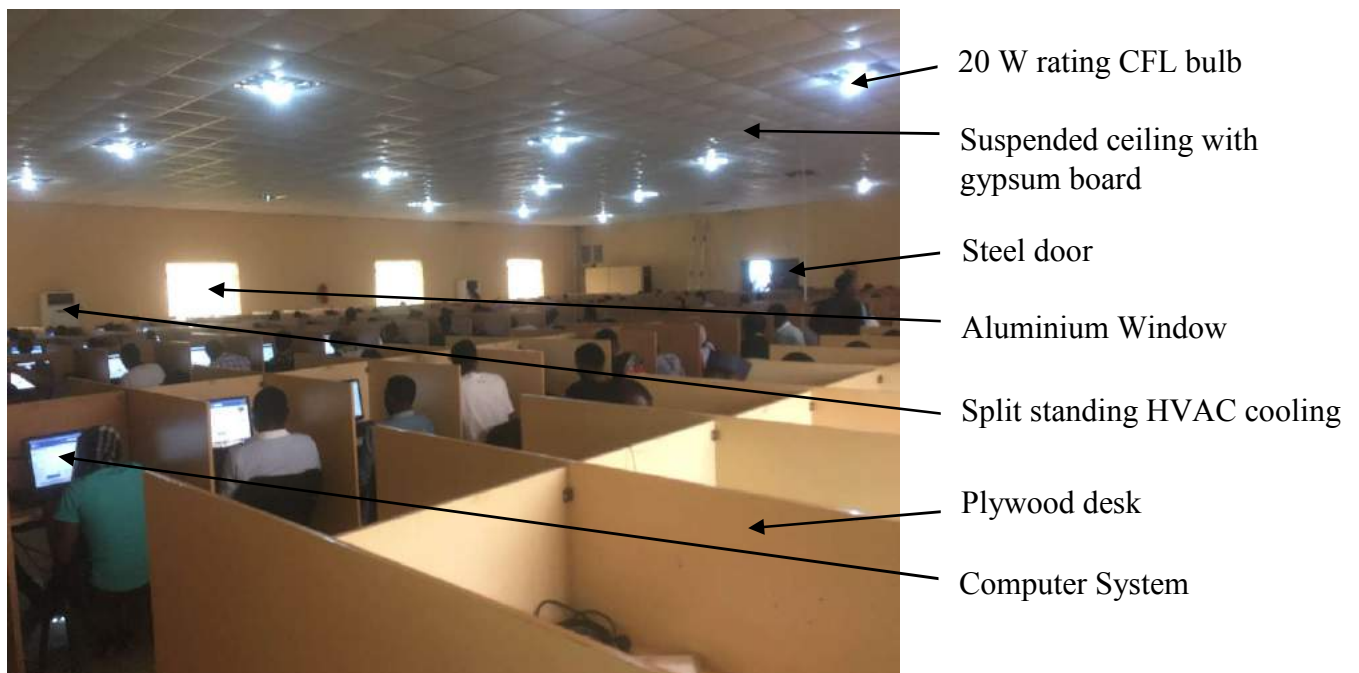 20 W rating CFL bulb
Suspended ceiling with
gypsum board
Steel door
Aluminium Window
Split standing HVAC cooling
Plywood desk
Computer System